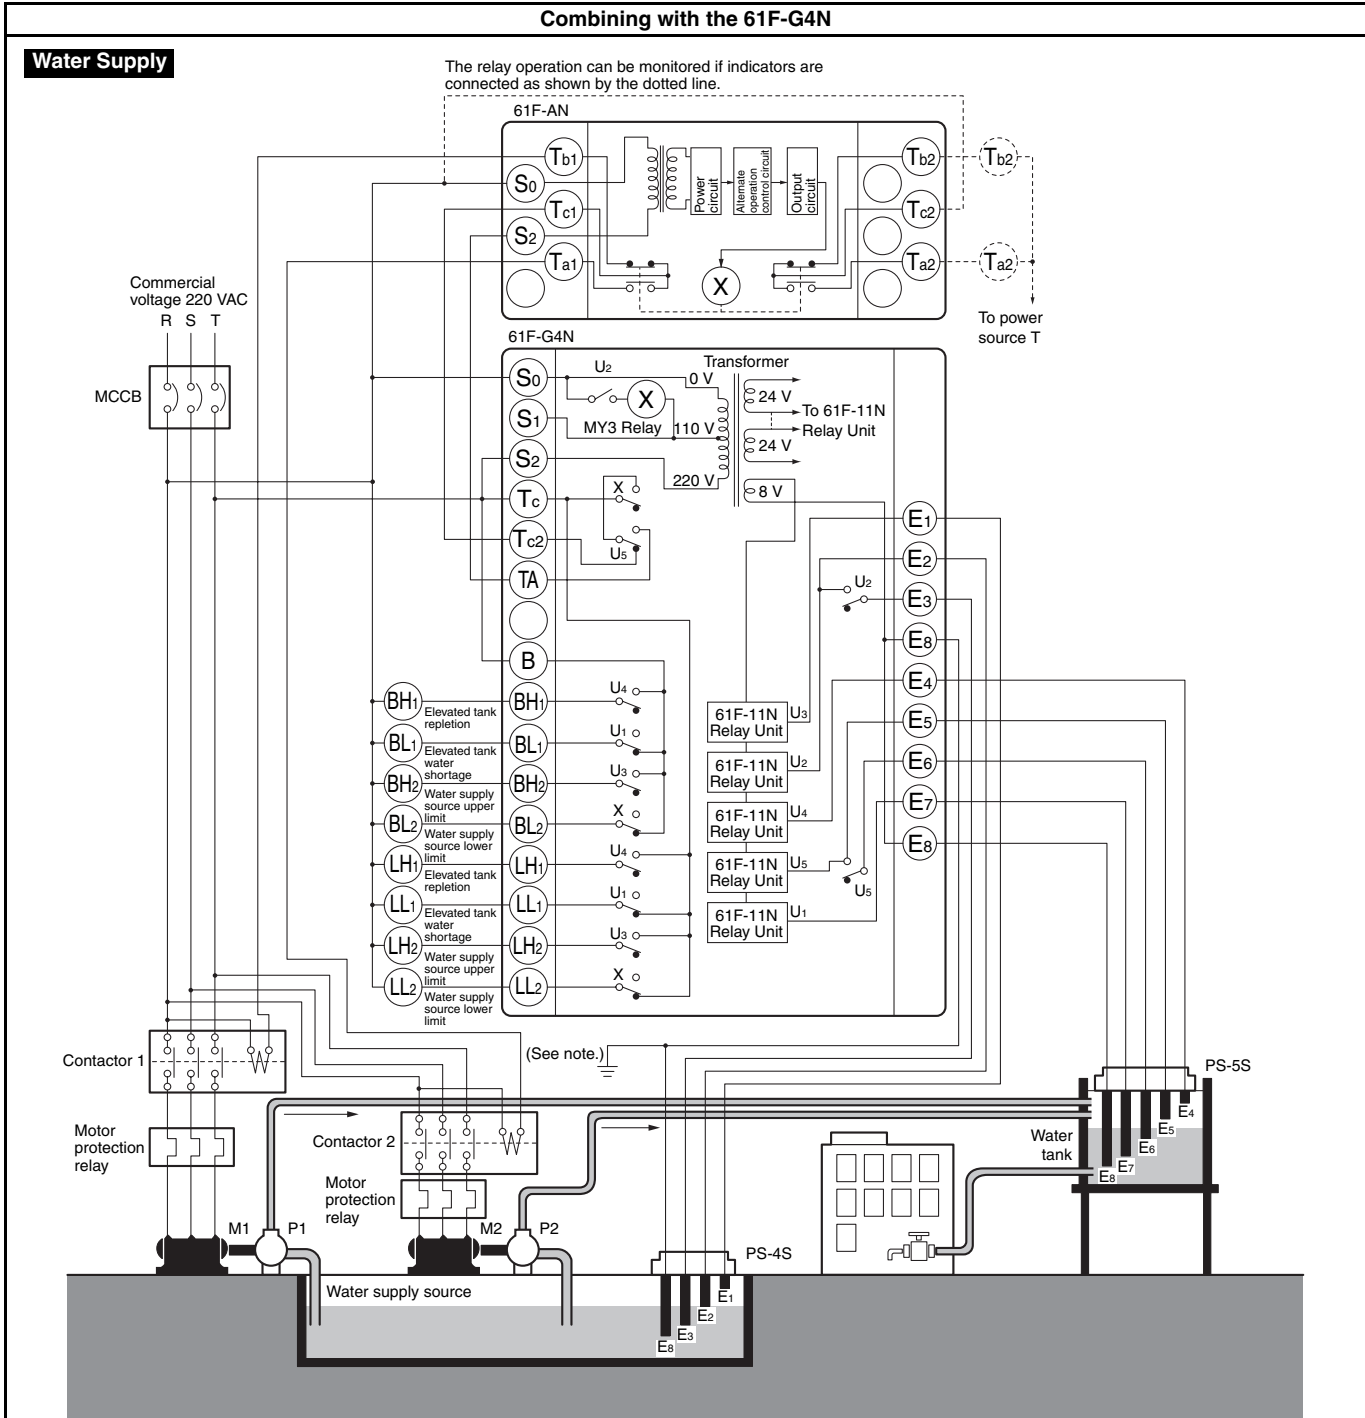 Combining with the 61F-G4N
Water Supply
The relay operation can be monitored if indicators are
connected as shown by the dotted line.
61F-AN
Tb1
S0
Tc1
S2
Ta1
Power
circuit
Alternate
operation
control circuit
Output
circuit
X
Tb2
Tc2
Ta2
Tb2
Ta2
To power
source T
Commercial
voltage 220 VAC
R S T
MCCB
61F-G4N
S0
S1
S2
Tc
Tc2
TA
B
U2
X
MY3 Relay
Transformer
0 V
110 V
220 V
24 V
To 61F-11N
Relay Unit
24 V
8 V
X
U5
E1
E2
E3
E8
E4
E5
E6
E7
E8
U2
BH1
Elevated tank
repletion
BH1
U4
BL1
Elevated tank
water
shortage
BL1
U1
BH2
Water supply
source upper
limit
BH2
U3
BL2
Water supply
source lower
limit
BL2
X
LH1
Elevated tank
repletion
LH1
U4
LL1
Elevated tank
water
shortage
LL1
U1
LH2
Water supply
source upper
limit
LH2
U3
LL2
Water supply
source lower
limit
LL2
X
61F-11N
Relay Unit
U3
61F-11N
Relay Unit
U2
61F-11N
Relay Unit
U4
61F-11N
Relay Unit
U5
U5
61F-11N
Relay Unit
U1
(See note.)
Contactor 1
Motor
protection
relay
Contactor 2
Motor
protection
relay
M1
P1
M2
P2
PS-4S
PS-5S
Water
tank
E4
E5
E6
E7
E8
Water supply source
E1
E2
E3
E8